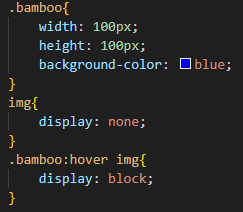 .bamboo{
    width: 100px;
    height: 100px;
    background-color: blue;
}
img{
    display: none;
}
.bamboo:hover img{
    display: block;
}